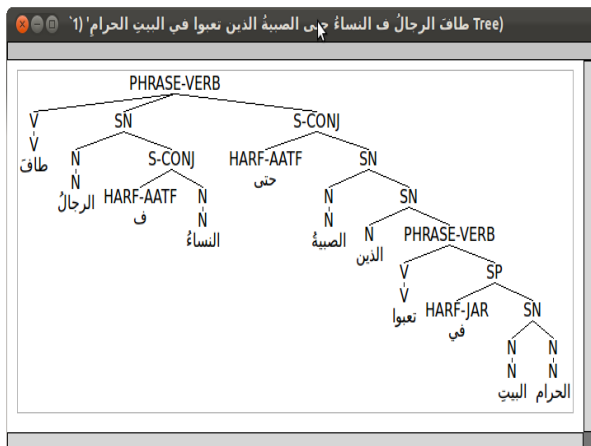 Tree) طافَ الرجالُ ف النساءُ حتى الصبيةُ الذين تعبوا في البيتِ الحرامِ' (1`
PHRASE-VERB
V SN S-CONJ
V N S-CONJ HARF-AATF SN
طافَ
N HARF-AATF N حتى N SN
الرجالُ ف N N N PHRASE-VERB
النساءُ الصبيةُ الذين
V SP
V HARF-JAR SN
تعبوا في
N N
N N
البيتِ الحرام